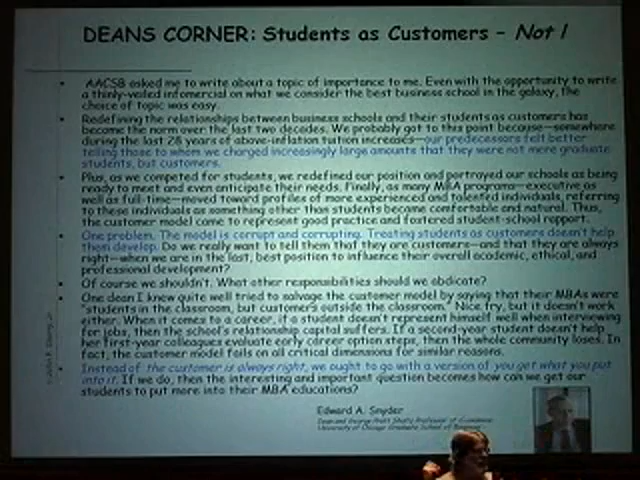 DEANS CORNER: Students as Customers – Not !
AACSB asked me to write about a topic of importance to me. Even with the opportunity to write
a thinly-veiled infomercial on what we consider the best business school in the galaxy, the
choice of topic was easy.
Redefining the relationships between business schools and their students as customers has
become the norm over the last two decades. We probably got to this point because—somewhere
during the last 28 years of above-inflation tuition increases—our predecessors felt better
telling those to whom we charged increasingly large amounts that they were not mere graduate
students, but customers.
Plus, as we competed for students, we redefined our position and portrayed our schools as being
ready to meet and even anticipate their needs. Finally, as many MBA programs—executive as
well as full-time—moved toward profiles of more experienced and talented individuals, referring
to these individuals as something other than students became comfortable and natural. Thus,
the customer model came to represent good practice and fostered student-school rapport.
One problem. The model is corrupt and corrupting. Treating students as customers doesn't help
them develop. Do we really want to tell them that they are customers—and that they are always
right—when we are in the last, best position to influence their overall academic, ethical, and
professional development?
Of course we shouldn't. What other responsibilities should we abdicate?
One dean I knew quite well tried to salvage the customer model by saying that their MBAs were
"students in the classroom, but customers outside the classroom." Nice try, but it doesn't work
either. When it comes to a career, if a student doesn't represent himself well when interviewing
for jobs, then the school's relationship capital suffers. If a second-year student doesn't help
her first-year colleagues evaluate early career option steps, then the whole community loses. In
fact, the customer model fails on all critical dimensions for similar reasons.
Instead of the customer is always right, we ought to go with a version of you get what you put
into it. If we do, then the interesting and important question becomes how can we get our
students to put more into their MBA educations?
Edward A. Snyder
Dean and George Pratt Shultz Professor of Economics
University of Chicago Graduate School of Business